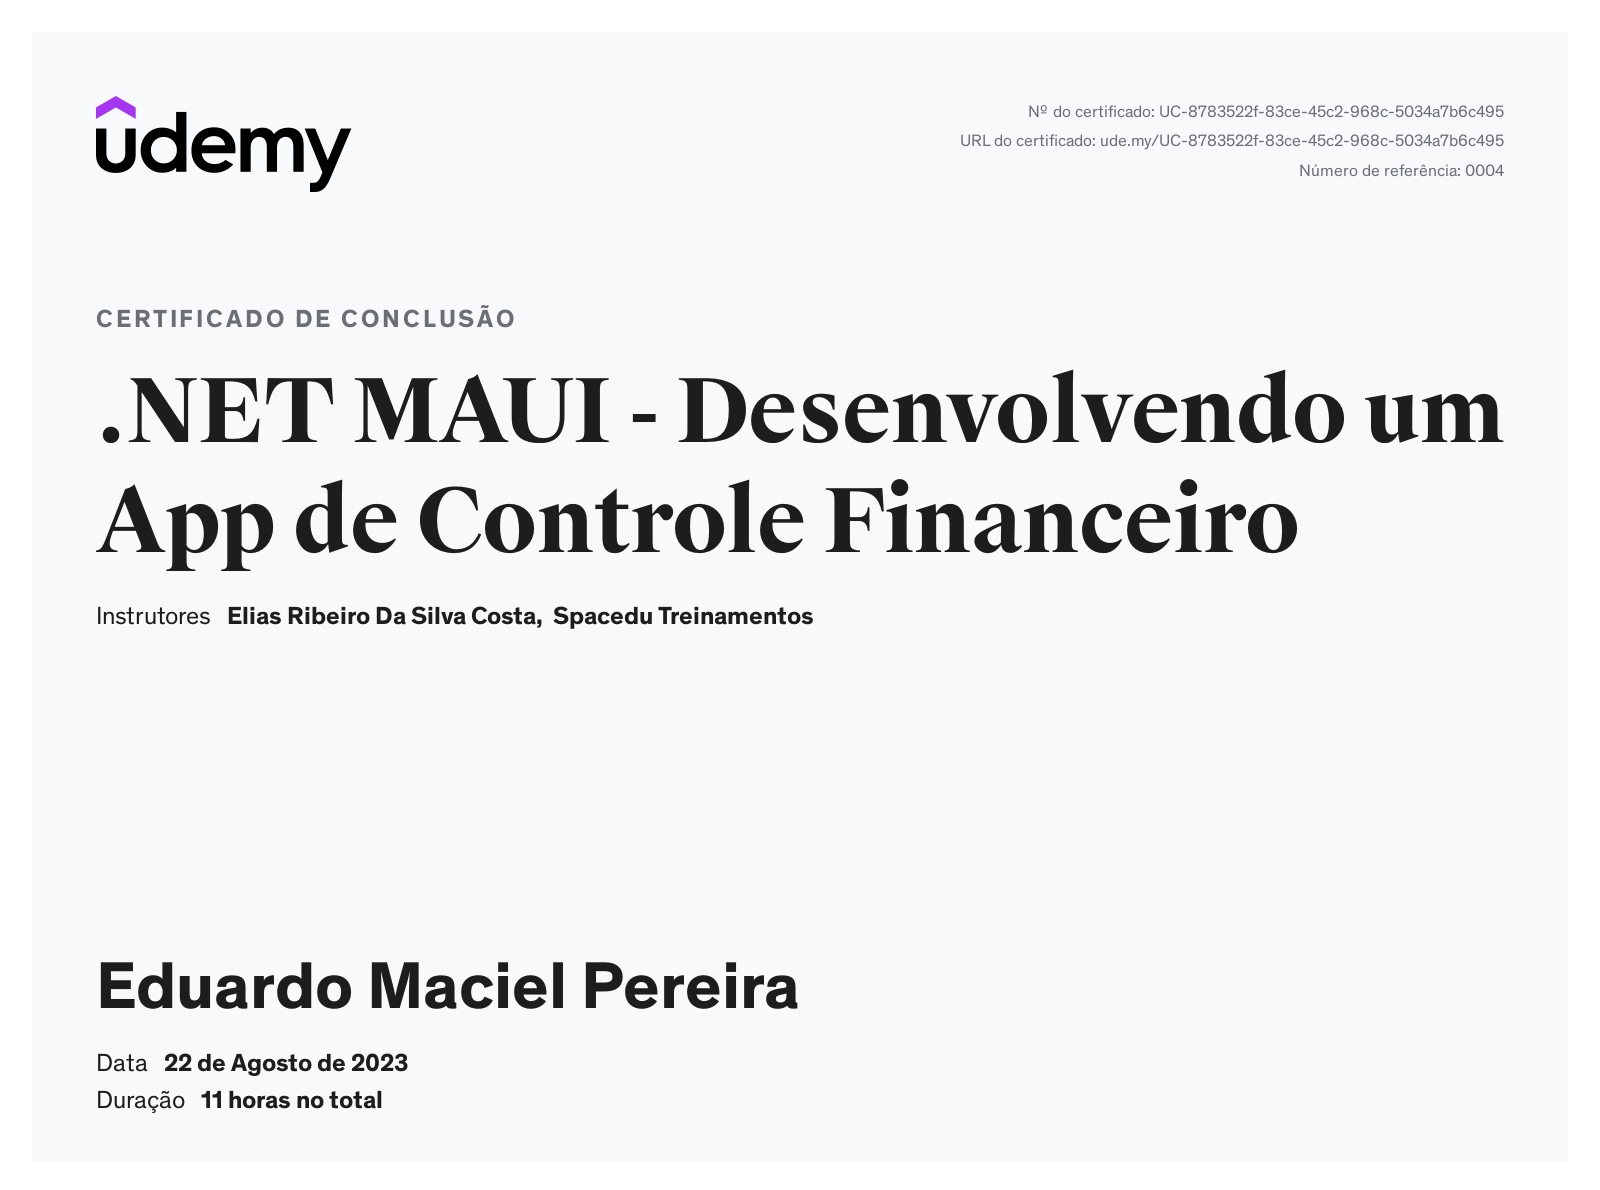 udemy
Nº do certificado: UC-8783522f-83ce-45c2-968c-5034a7b6c495
URL do certificado: ude.my/UC-8783522f-83ce-45c2-968c-5034a7b6c495
Número de referência: 0004
CERTIFICADO DE CONCLUSÃO
.NET MAUI - Desenvolvendo um
App de Controle Financeiro
Instrutores Elias Ribeiro Da Silva Costa, Spacedu Treinamentos
Eduardo Maciel Pereira
Data 22 de Agosto de 2023
Duração 11 horas no total